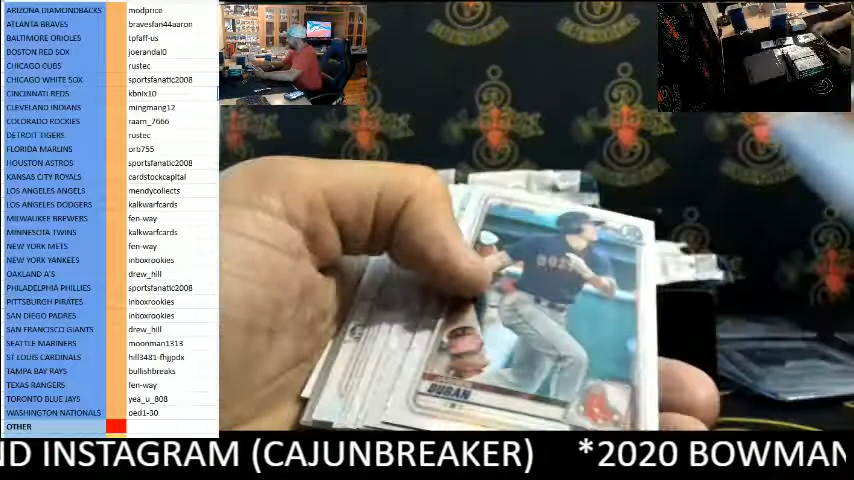 ARIZONA DIAMONDBACKS modprice
ATLANTA BRAVES bravesfan44aaron
BALTIMORE ORIOLES tpfaff-us
BOSTON RED SOX joerandal0
CHICAGO CUBS rustec
CHICAGO WHITE SOX sportsfanatic2008
CINCINNATI REDS kbnix10
CLEVELAND INDIANS mingmang12
COLORADO ROCKIES raam_7666
DETROIT TIGERS rustec
FLORIDA MARLINS orb755
HOUSTON ASTROS sportsfanatic2008
KANSAS CITY ROYALS cardstockcapital
LOS ANGELES ANGELS mendycollects
LOS ANGELES DODGERS kalkwarfcards
MILWAUKEE BREWERS fen-way
MINNESOTA TWINS kalkwarfcards
NEW YORK METS fen-way
NEW YORK YANKEES inboxrookies
OAKLAND A'S drew_hill
PHILADELPHIA PHILLIES sportsfanatic2008
PITTSBURGH PIRATES inboxrookies
SAN DIEGO PADRES inboxrookies
SAN FRANCISCO GIANTS drew_hill
SEATTLE MARINERS moonman1313
ST LOUIS CARDINALS hill3481-fhjjpdx
TAMPA BAY RAYS bullishbreaks
TEXAS RANGERS fen-way
TORONTO BLUE JAYS yea_u_808
WASHINGTON NATIONALS oed1-30
OTHER
DURAN
ND INSTAGRAM (CAJUNBREAKER) *2020 BOWMAN